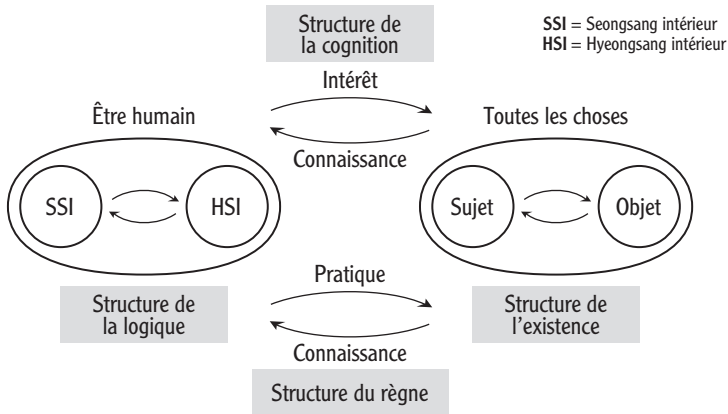 Structure de
la cognition
SSI = Seongsang intérieur
HSI = Hyeongsang intérieur
Intérêt
Être humain
Toutes les choses
Connaissance
SSI
HSI
Sujet
Objet
Pratique
Structure de
la logique
Structure de
l'existence
Connaissance
Structure du règne